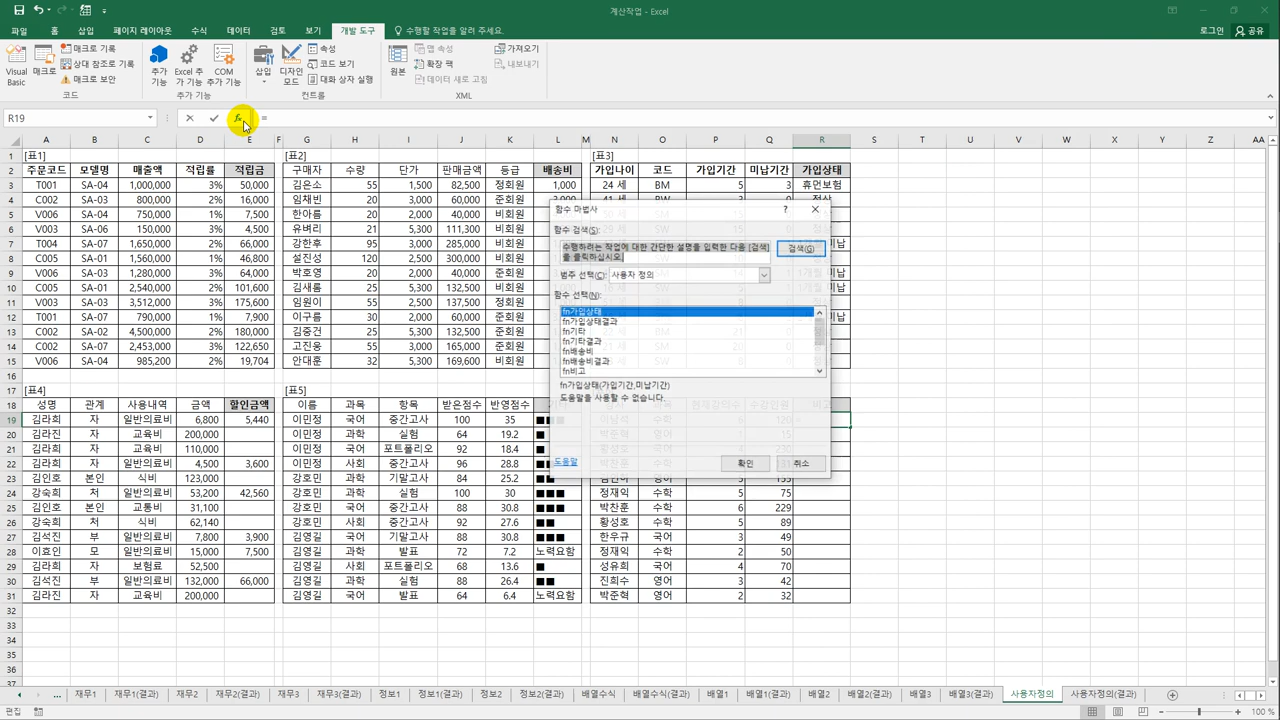 계산작업 - Excel
파일 홈 삽입 페이지 레이아웃 수식 데이터 검토 보기 개발 도구 수행할 작업을 알려 주세요. 로그인 공유
Visual Basic 매크로 매크로 기록 상대 참조로 기록 매크로 보안 코드
추가 기능 Excel 추가 기능 COM 추가 기능 추가 기능
삽입 디자인 모드 속성 코드 보기 대화 상자 실행 컨트롤
원본 맵 속성 확장 팩 데이터 새로 고침 가져오기 내보내기 XML
R19 fx =
A B C D E F G H I J K L M N O P Q R S T U V W X Y Z AA
1 [표1] [표2] [표3]
2 주문코드 모델명 매출액 적립률 적립금 구매자 수량 단가 판매금액 등급 배송비 가입나이 코드 가입기간 미납기간 가입상태
3 T001 SA-04 1,000,000 3% 50,000 김은소 55 1,500 82,500 정회원 1,000 24 세 BM 5 3 휴먼보험
4 C002 SA-03 800,000 2% 16,000 임채빈 20 3,000 60,000 준회원
5 V006 SA-04 750,000 1% 7,500 한아름 20 2,000 40,000 비회원
6 V006 SA-03 150,000 3% 4,500 유벼리 21 5,300 111,300 준회원
7 T004 SA-02 1,650,000 2% 66,000 강한후 95 3,000 285,000 비회원
8 C001 SA-05 1,560,000 1% 46,800 설진성 120 3,000 360,000 준회원
9 V006 SA-04 3,200,000 2% 64,000 박호영 20 2,000 40,000 준회원
10 C001 SA-05 2,540,000 2% 101,600 김새롬 25 5,300 132,500 비회원
11 V003 SA-03 3,512,000 3% 175,600 임원이 55 2,500 137,500 정회원
12 T001 SA-07 790,000 1% 7,900 이구름 30 2,000 60,000 비회원
13 C002 SA-02 4,500,000 2% 180,000 김중건 25 5,300 132,500 정회원
14 C002 SA-07 2,453,000 3% 122,650 고진웅 55 3,000 165,000 준회원
15 V006 SA-04 985,200 2% 19,704 안대훈 32 5,300 169,600 비회원
16
17 [표4] [표5]
18 성명 관계 사용내역 금액 할인금액 이름 과목 항목 받은점수 반영점수
19 김라희 자 일반의료비 6,800 5,440 이민정 국어 중간고사 100 35 ■■■
20 김라진 자 교육비 200,000 이민정 과학 실험 64 19.2 ■
21 김라희 자 교육비 110,000 이민정 국어 포트폴리오 92 18.4 ■
22 김라희 자 일반의료비 4,500 3,600 이민정 사회 중간고사 96 28.8 ■■
23 김인호 본인 식비 123,000 강호민 과학 기말고사 84 25.2 ■■
24 강숙희 처 일반의료비 53,200 42,560 강호민 과학 실험 100 30 ■■■ 정재익 수학 5 75
25 김인호 본인 교통비 31,100 강호민 국어 중간고사 88 30.8 ■■■ 박찬훈 수학 6 229
26 강숙희 처 식비 62,140 강호민 사회 중간고사 92 27.6 ■■ 황성호 수학 5 89
27 김석진 부 일반의료비 7,800 3,900 김영길 국어 기말고사 88 30.8 ■■■ 한우규 국어 3 49
28 이효인 모 일반의료비 15,000 7,500 김영길 과학 발표 72 7.2 노력요함 정재익 수학 2 50
29 김라희 자 보험료 52,500 김영길 사회 포트폴리오 68 13.6 ■ 성유희 국어 4 70
30 김석진 부 일반의료비 132,000 66,000 김영길 과학 실험 88 26.4 ■■ 진희수 영어 3 42
31 김라진 자 교육비 200,000 김영길 국어 발표 64 6.4 노력요함 박준혁 영어 2 32
32
33
34
35
36
37
함수 마법사 ?
함수 검색(S):
수행하려는 작업에 대한 간단한 설명을 입력한 다음 [검색]
을 클릭하십시오.
검색(G)
범주 선택(C): 사용자 정의
함수 선택(N):
fn가입상태
fn가입상태결과
fn기타
fn기타결과
fn배송비
fn배송비결과
fn비고
fn가입상태(가입기간,미납기간)
도움말을 사용할 수 없습니다.
도움말 확인 취소
... 재무1 재무1(결과) 재무2 재무2(결과) 재무3 재무3(결과) 정보1 정보1(결과) 정보2 정보2(결과) 배열수식 배열수식(결과) 배열1 배열1(결과) 배열2 배열2(결과) 배열3 배열3(결과) 사용자정의 사용자정의(결과)
편집 100 %